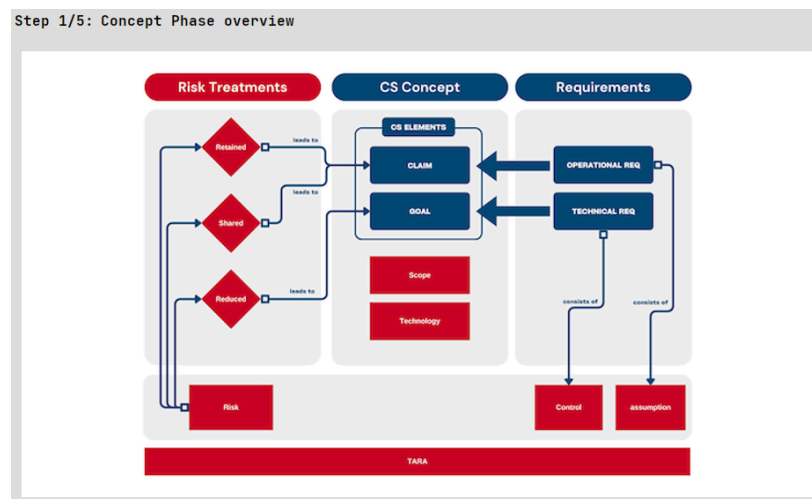 Step 1/5: Concept Phase overview
Risk Treatments
CS Concept
Requirements
Retained
leads to
CS ELEMENTS
CLAIM
OPERATIONAL REQ
leads to
Shared
GOAL
TECHNICAL REQ
Reduced
leads to
Scope
Technology
consists of
consists of
Risk
Control
assumption
TARA